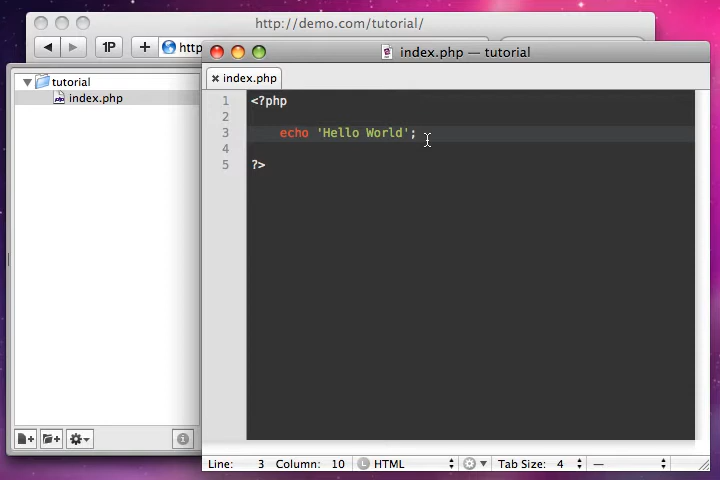 http://demo.com/tutorial/
1P
http
index.php — tutorial
tutorial
index.php
index.php
1 <?php
2
3 echo 'Hello World';
4
5 ?>
Line: 3 Column: 10
L HTML
Tab Size: 4
—